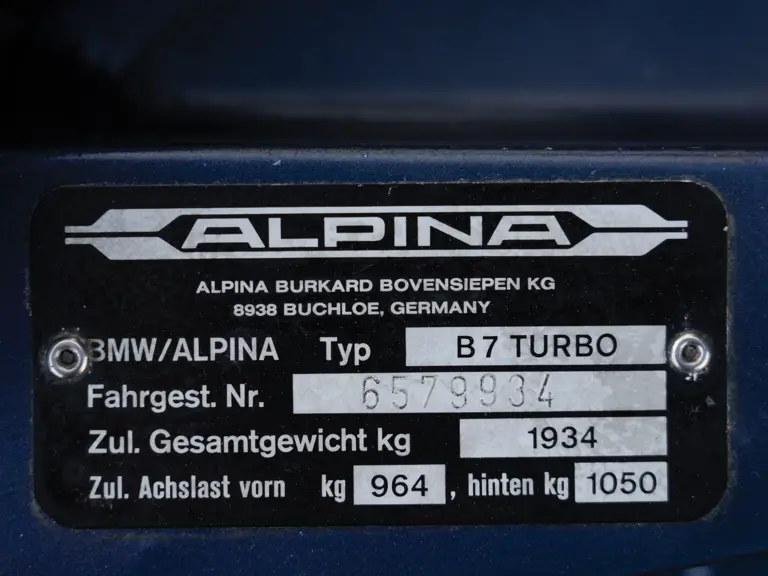 ALPINA
ALPINA BURKARD BOVENSIEPEN KG
8938 BUCHLOE, GERMANY
BMW/ALPINA Typ B7 TURBO
Fahrgest. Nr. 6579934
Zul. Gesamtgewicht kg 1934
Zul. Achslast vorn kg 964 , hinten kg 1050